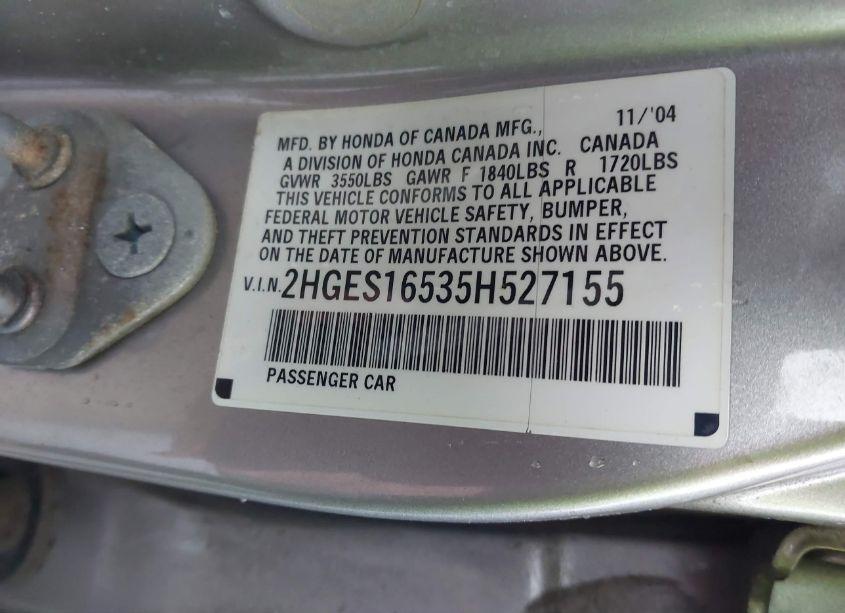 11/'04
MFD. BY HONDA OF CANADA MFG.,
A DIVISION OF HONDA CANADA INC. CANADA
GVWR 3550LBS GAWR F 1840LBS R 1720LBS
THIS VEHICLE CONFORMS TO ALL APPLICABLE
FEDERAL MOTOR VEHICLE SAFETY, BUMPER,
AND THEFT PREVENTION STANDARDS IN EFFECT
ON THE DATE OF MANUFACTURE SHOWN ABOVE.
V.I.N. 2HGES16535H527155
PASSENGER CAR